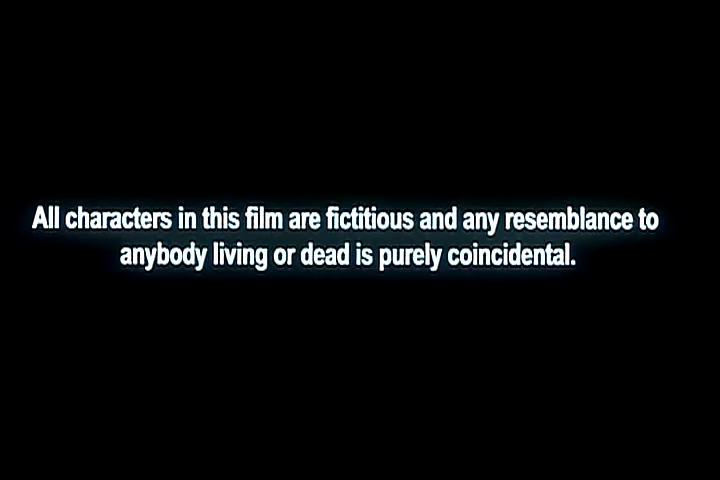 All characters in this film are fictitious and any resemblance to
anybody living or dead is purely coincidental.